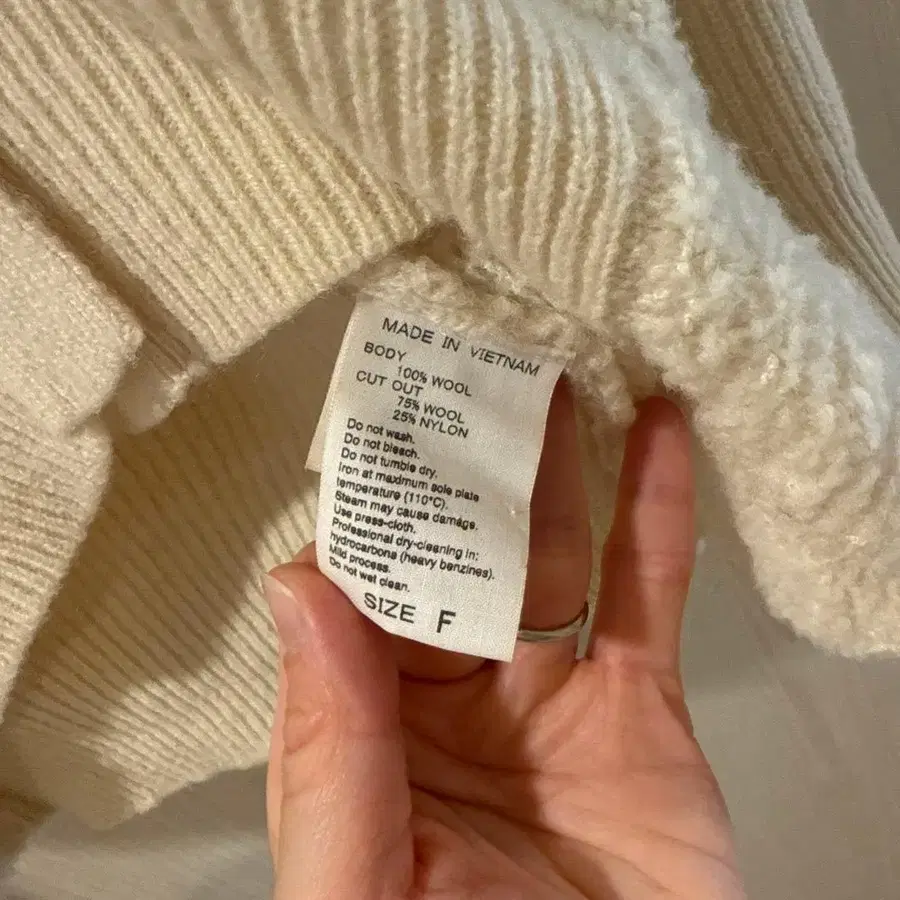 MADE IN VIETNAM
BODY
100% WOOL
CUT OUT
75% WOOL
25% NYLON
Do not wash.
Do not bleach.
Do not tumble dry.
Iron at maximum sole plate
temperature (110°C).
Steam may cause damage.
Use press-cloth.
Professional dry-cleaning in:
hydrocarbons (heavy benzines).
Mild process.
Do not wet clean.
SIZE F